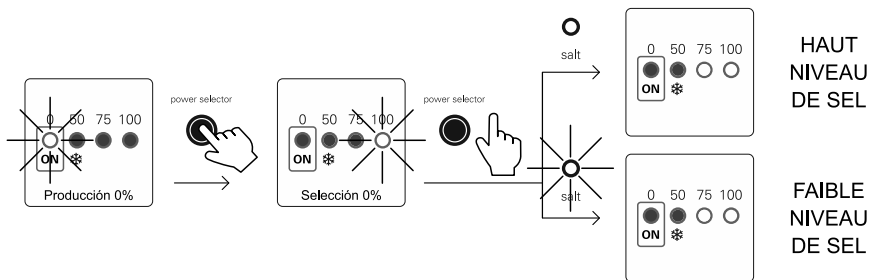 0 50 75 100
ON
Producción 0%
power selector
0 50 75 100
ON
Selección 0%
power selector
salt
0 50 75 100
ON
HAUT
NIVEAU
DE SEL
salt
0 50 75 100
ON
FAIBLE
NIVEAU
DE SEL